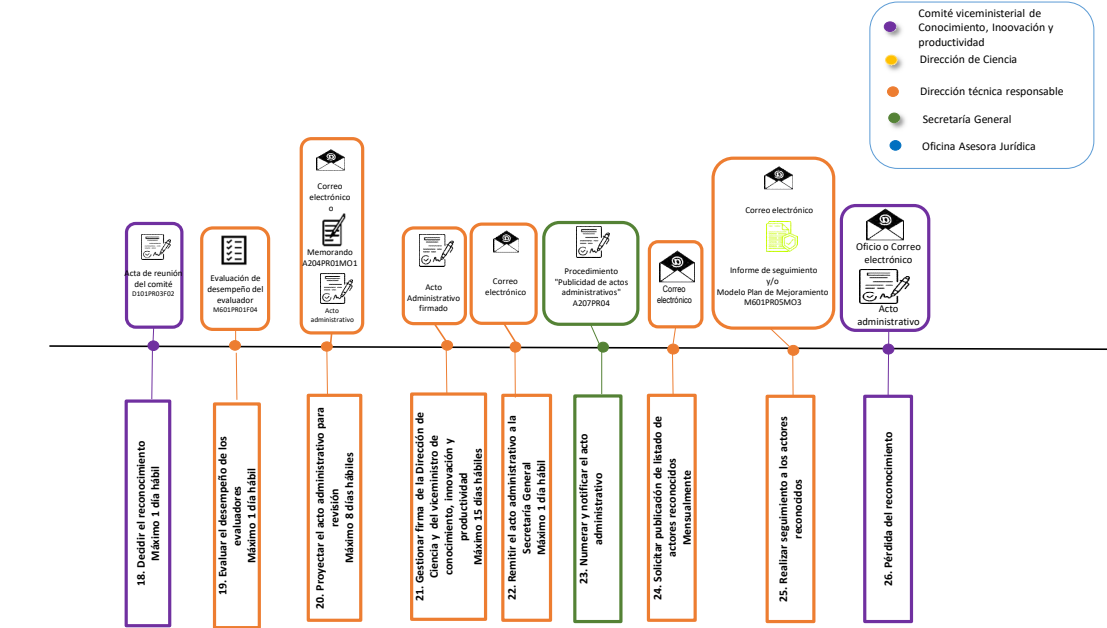 Comité viceministerial de
Conocimiento, Inoovación y
productividad
Dirección de Ciencia
Dirección técnica responsable
Secretaría General
Oficina Asesora Jurídica
Acta de reunión
del comité
D101PR03F02
Evaluación de
desempeño del
evaluador
M601PR01F04
Correo
electrónico
o
Memorando
A204PR01MO1
Acto
administrativo
Acto
Administrativo
firmado
Correo
electrónico
Procedimiento
"Publicidad de actos
administrativos"
A207PR04
Correo
electrónico
Correo electrónico
Informe de seguimiento
y/o
Modelo Plan de Mejoramiento
M601PR05MO3
Oficio o Correo
electrónico
Acto
administrativo
18. Decidir el reconocimiento
Máximo 1 día hábil
19. Evaluar el desempeño de los
evaluadores
Máximo 1 día hábil
20. Proyectar el acto administrativo para
revisión
Máximo 8 días hábiles
21. Gestionar firma de la Dirección de
Ciencia y del viceministro de
conocimiento, innovación y
productividad
Máximo 15 días hábiles
22. Remitir el acto administrativo a la
Secretaría General
Máximo 1 día hábil
23. Numerar y notificar el acto
administrativo
24. Solicitar publicación de listado de
actores reconocidos
Mensualmente
25. Realizar seguimiento a los actores
reconocidos
26. Pérdida del reconocimiento